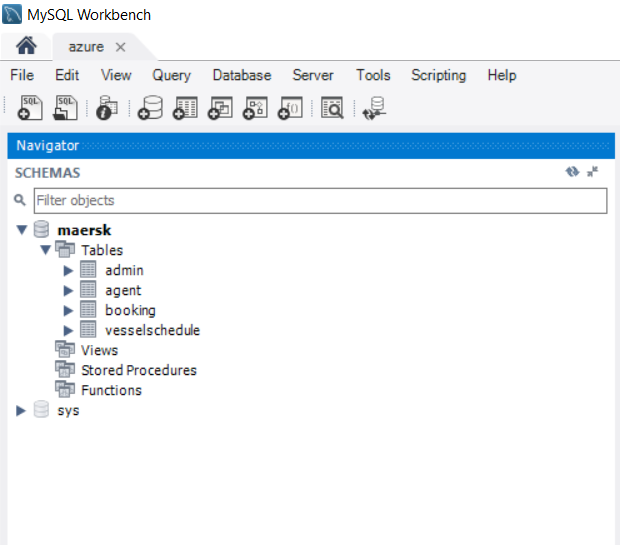 MySQL Workbench
azure
File Edit View Query Database Server Tools Scripting Help
SQL SQL f()
Navigator
SCHEMAS
Filter objects
maersk
Tables
admin
agent
booking
vesselschedule
Views
Stored Procedures
Functions
sys